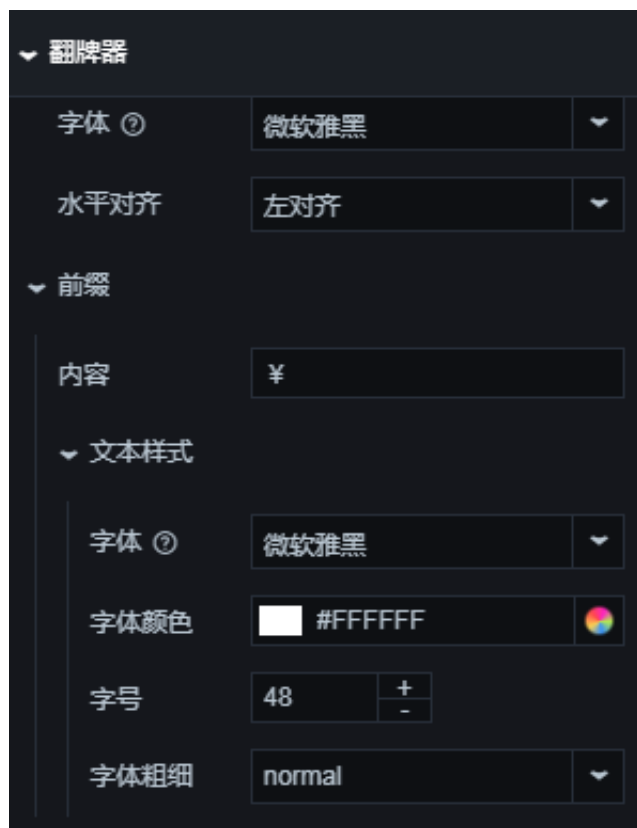 翻牌器
字体
微软雅黑
水平对齐
左对齐
前缀
内容
¥
文本样式
字体
微软雅黑
字体颜色
#FFFFFF
字号
48
+
-
字体粗细
normal